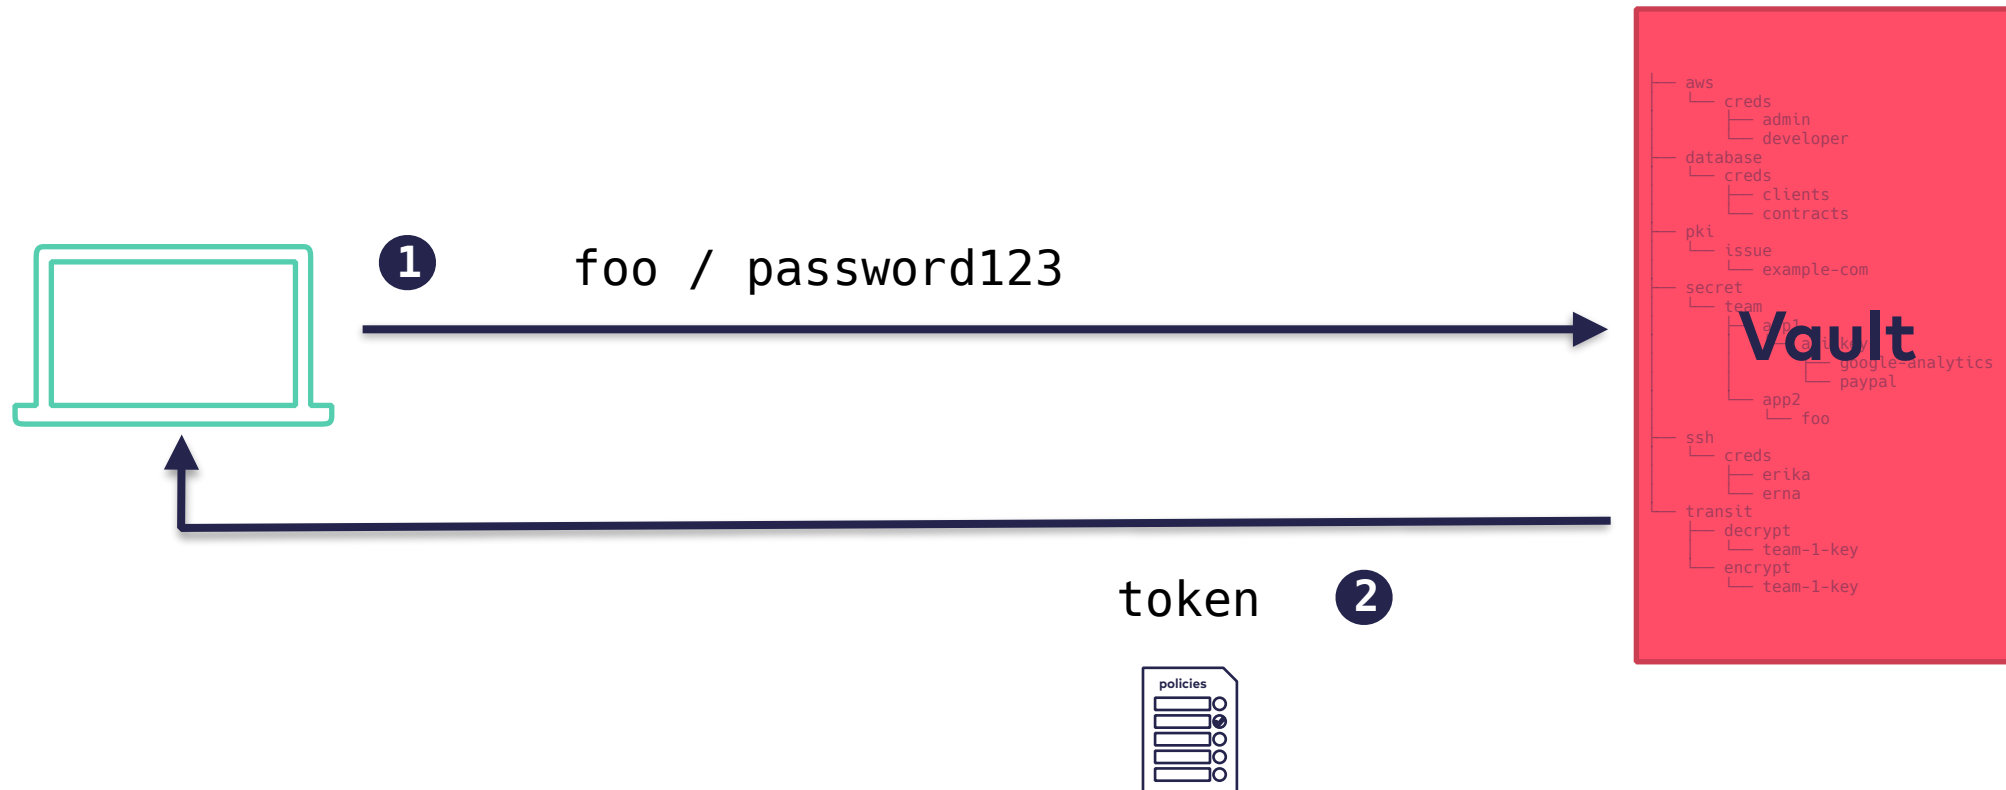 1
foo / password123
aws
creds
admin
developer
database
creds
clients
contracts
pki
issue
example-com
secret
team
app1
Vault
google-analytics
paypal
app2
foo
ssh
creds
erika
erna
transit
decrypt
team-1-key
encrypt
team-1-key
token
2
policies